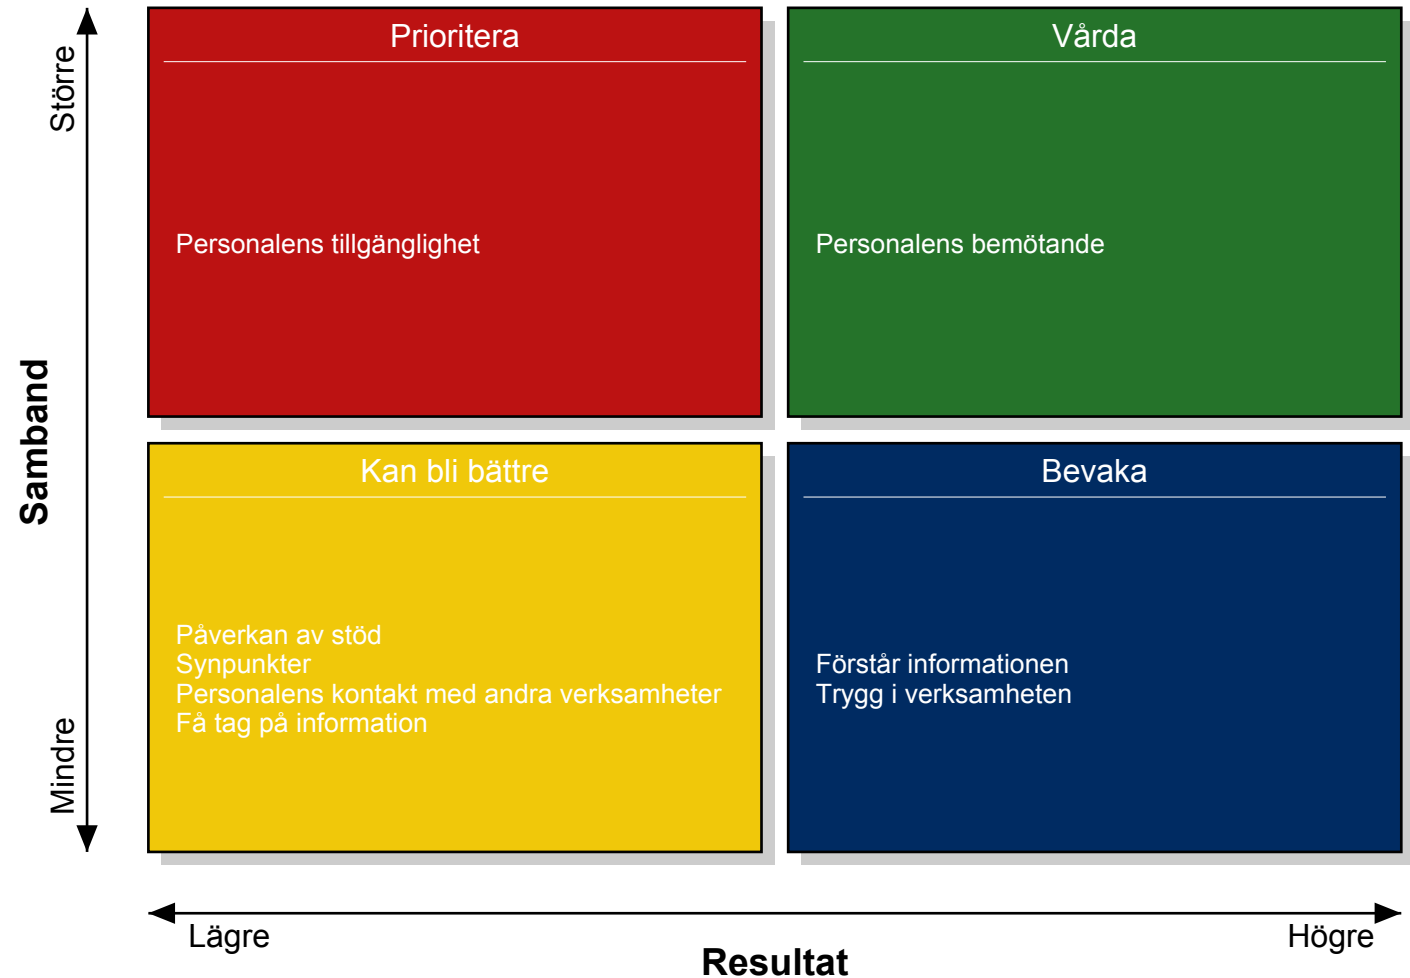 Större
Samband
Mindre
Prioritera
Personalens tillgänglighet
Vårda
Personalens bemötande
Kan bli bättre
Påverkan av stöd
Synpunkter
Personalens kontakt med andra verksamheter
Få tag på information
Bevaka
Förstår informationen
Trygg i verksamheten
Lägre
Högre
Resultat